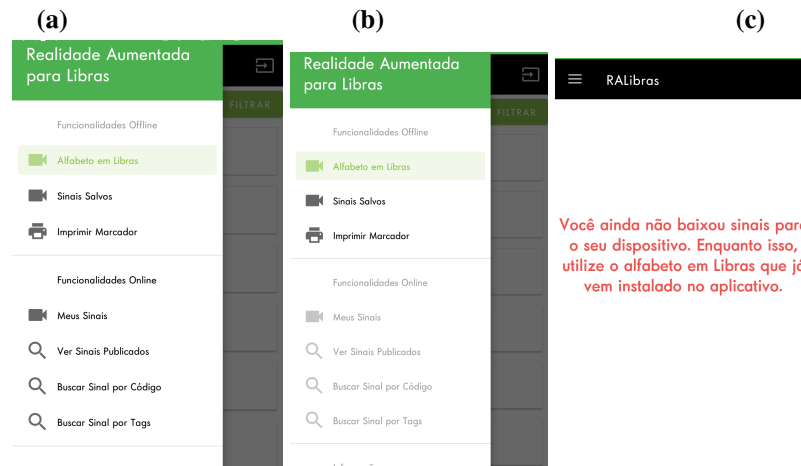 (a)
Realidade Aumentada
para Libras
FILTRAR
Funcionalidades Offline
Alfabeto em Libras
Sinais Salvos
Imprimir Marcador
Funcionalidades Online
Meus Sinais
Ver Sinais Publicados
Buscar Sinal por Código
Buscar Sinal por Tags
(b)
Realidade Aumentada
para Libras
FILTRAR
Funcionalidades Offline
Alfabeto em Libras
Sinais Salvos
Imprimir Marcador
Funcionalidades Online
Meus Sinais
Ver Sinais Publicados
Buscar Sinal por Código
Buscar Sinal por Tags
(c)
RALibras
Você ainda não baixou sinais para
o seu dispositivo. Enquanto isso,
utilize o alfabeto em Libras que já
vem instalado no aplicativo.